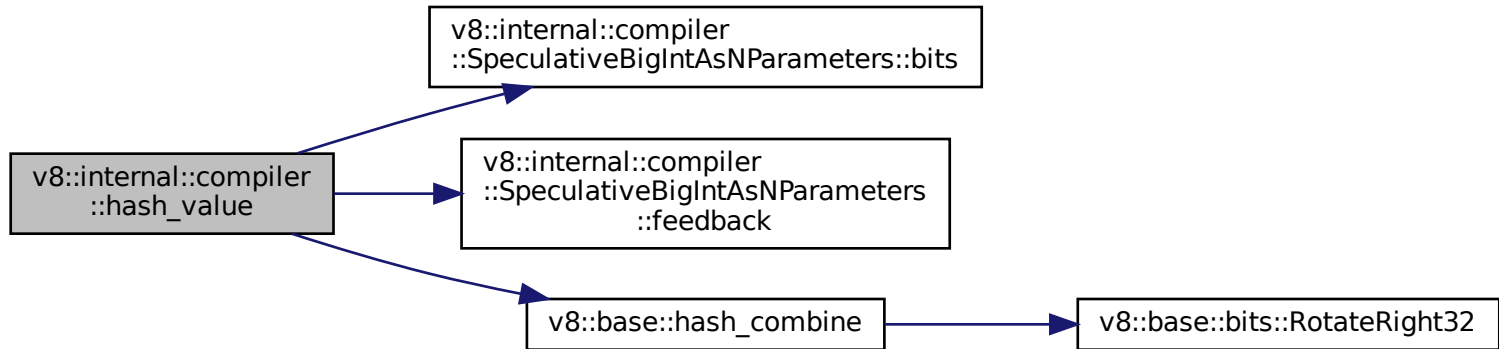 v8::internal::compiler
::SpeculativeBigIntAsNParameters::bits
v8::internal::compiler
::hash_value
v8::internal::compiler
::SpeculativeBigIntAsNParameters
::feedback
v8::base::hash_combine
v8::base::bits::RotateRight32